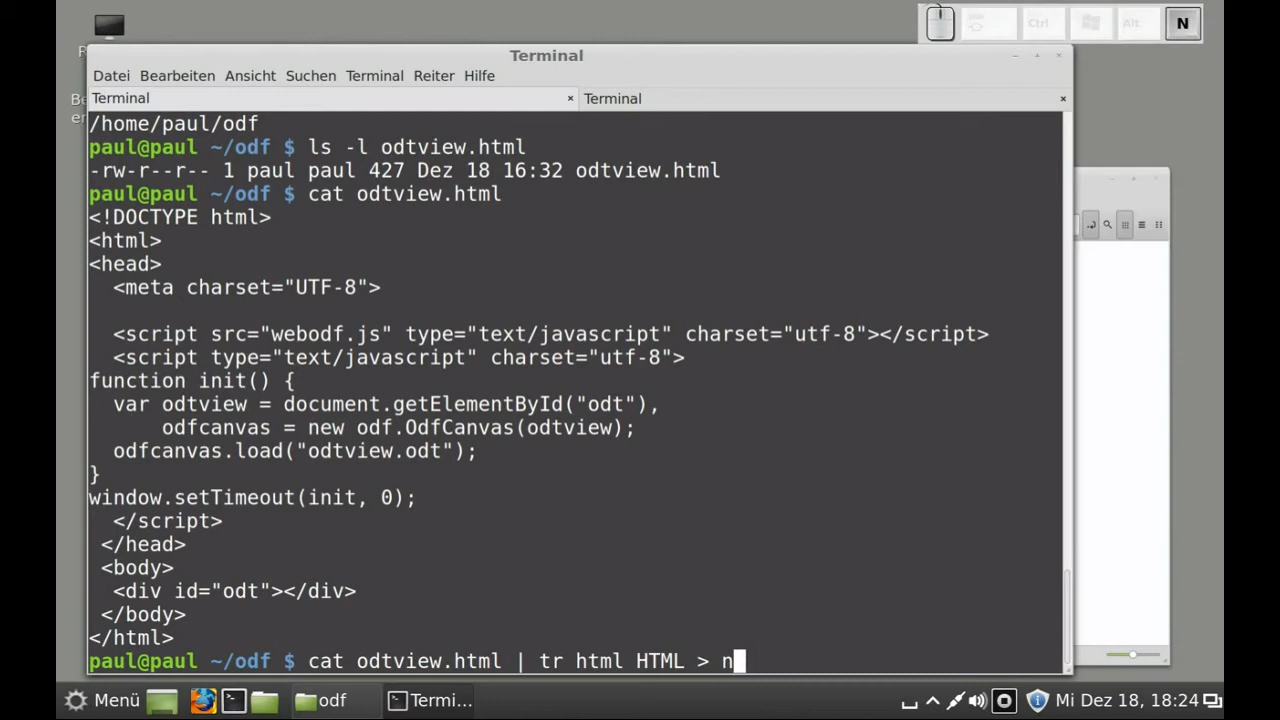 Ctrl
Alt
N
R
Be
er
Terminal
Datei Bearbeiten Ansicht Suchen Terminal Reiter Hilfe
Terminal × Terminal ×
/home/paul/odf
paul@paul ~/odf $ ls -l odtview.html
-rw-r--r-- 1 paul paul 427 Dez 18 16:32 odtview.html
paul@paul ~/odf $ cat odtview.html
<!DOCTYPE html>
<html>
<head>
  <meta charset="UTF-8">
  <script src="webodf.js" type="text/javascript" charset="utf-8"></script>
  <script type="text/javascript" charset="utf-8">
function init() {
  var odtview = document.getElementById("odt"),
      odfcanvas = new odf.OdfCanvas(odtview);
  odfcanvas.load("odtview.odt");
}
window.setTimeout(init, 0);
  </script>
 </head>
 <body>
  <div id="odt"></div>
 </body>
</html>
paul@paul ~/odf $ cat odtview.html | tr html HTML > n
Menü odf Termi... Mi Dez 18, 18:24